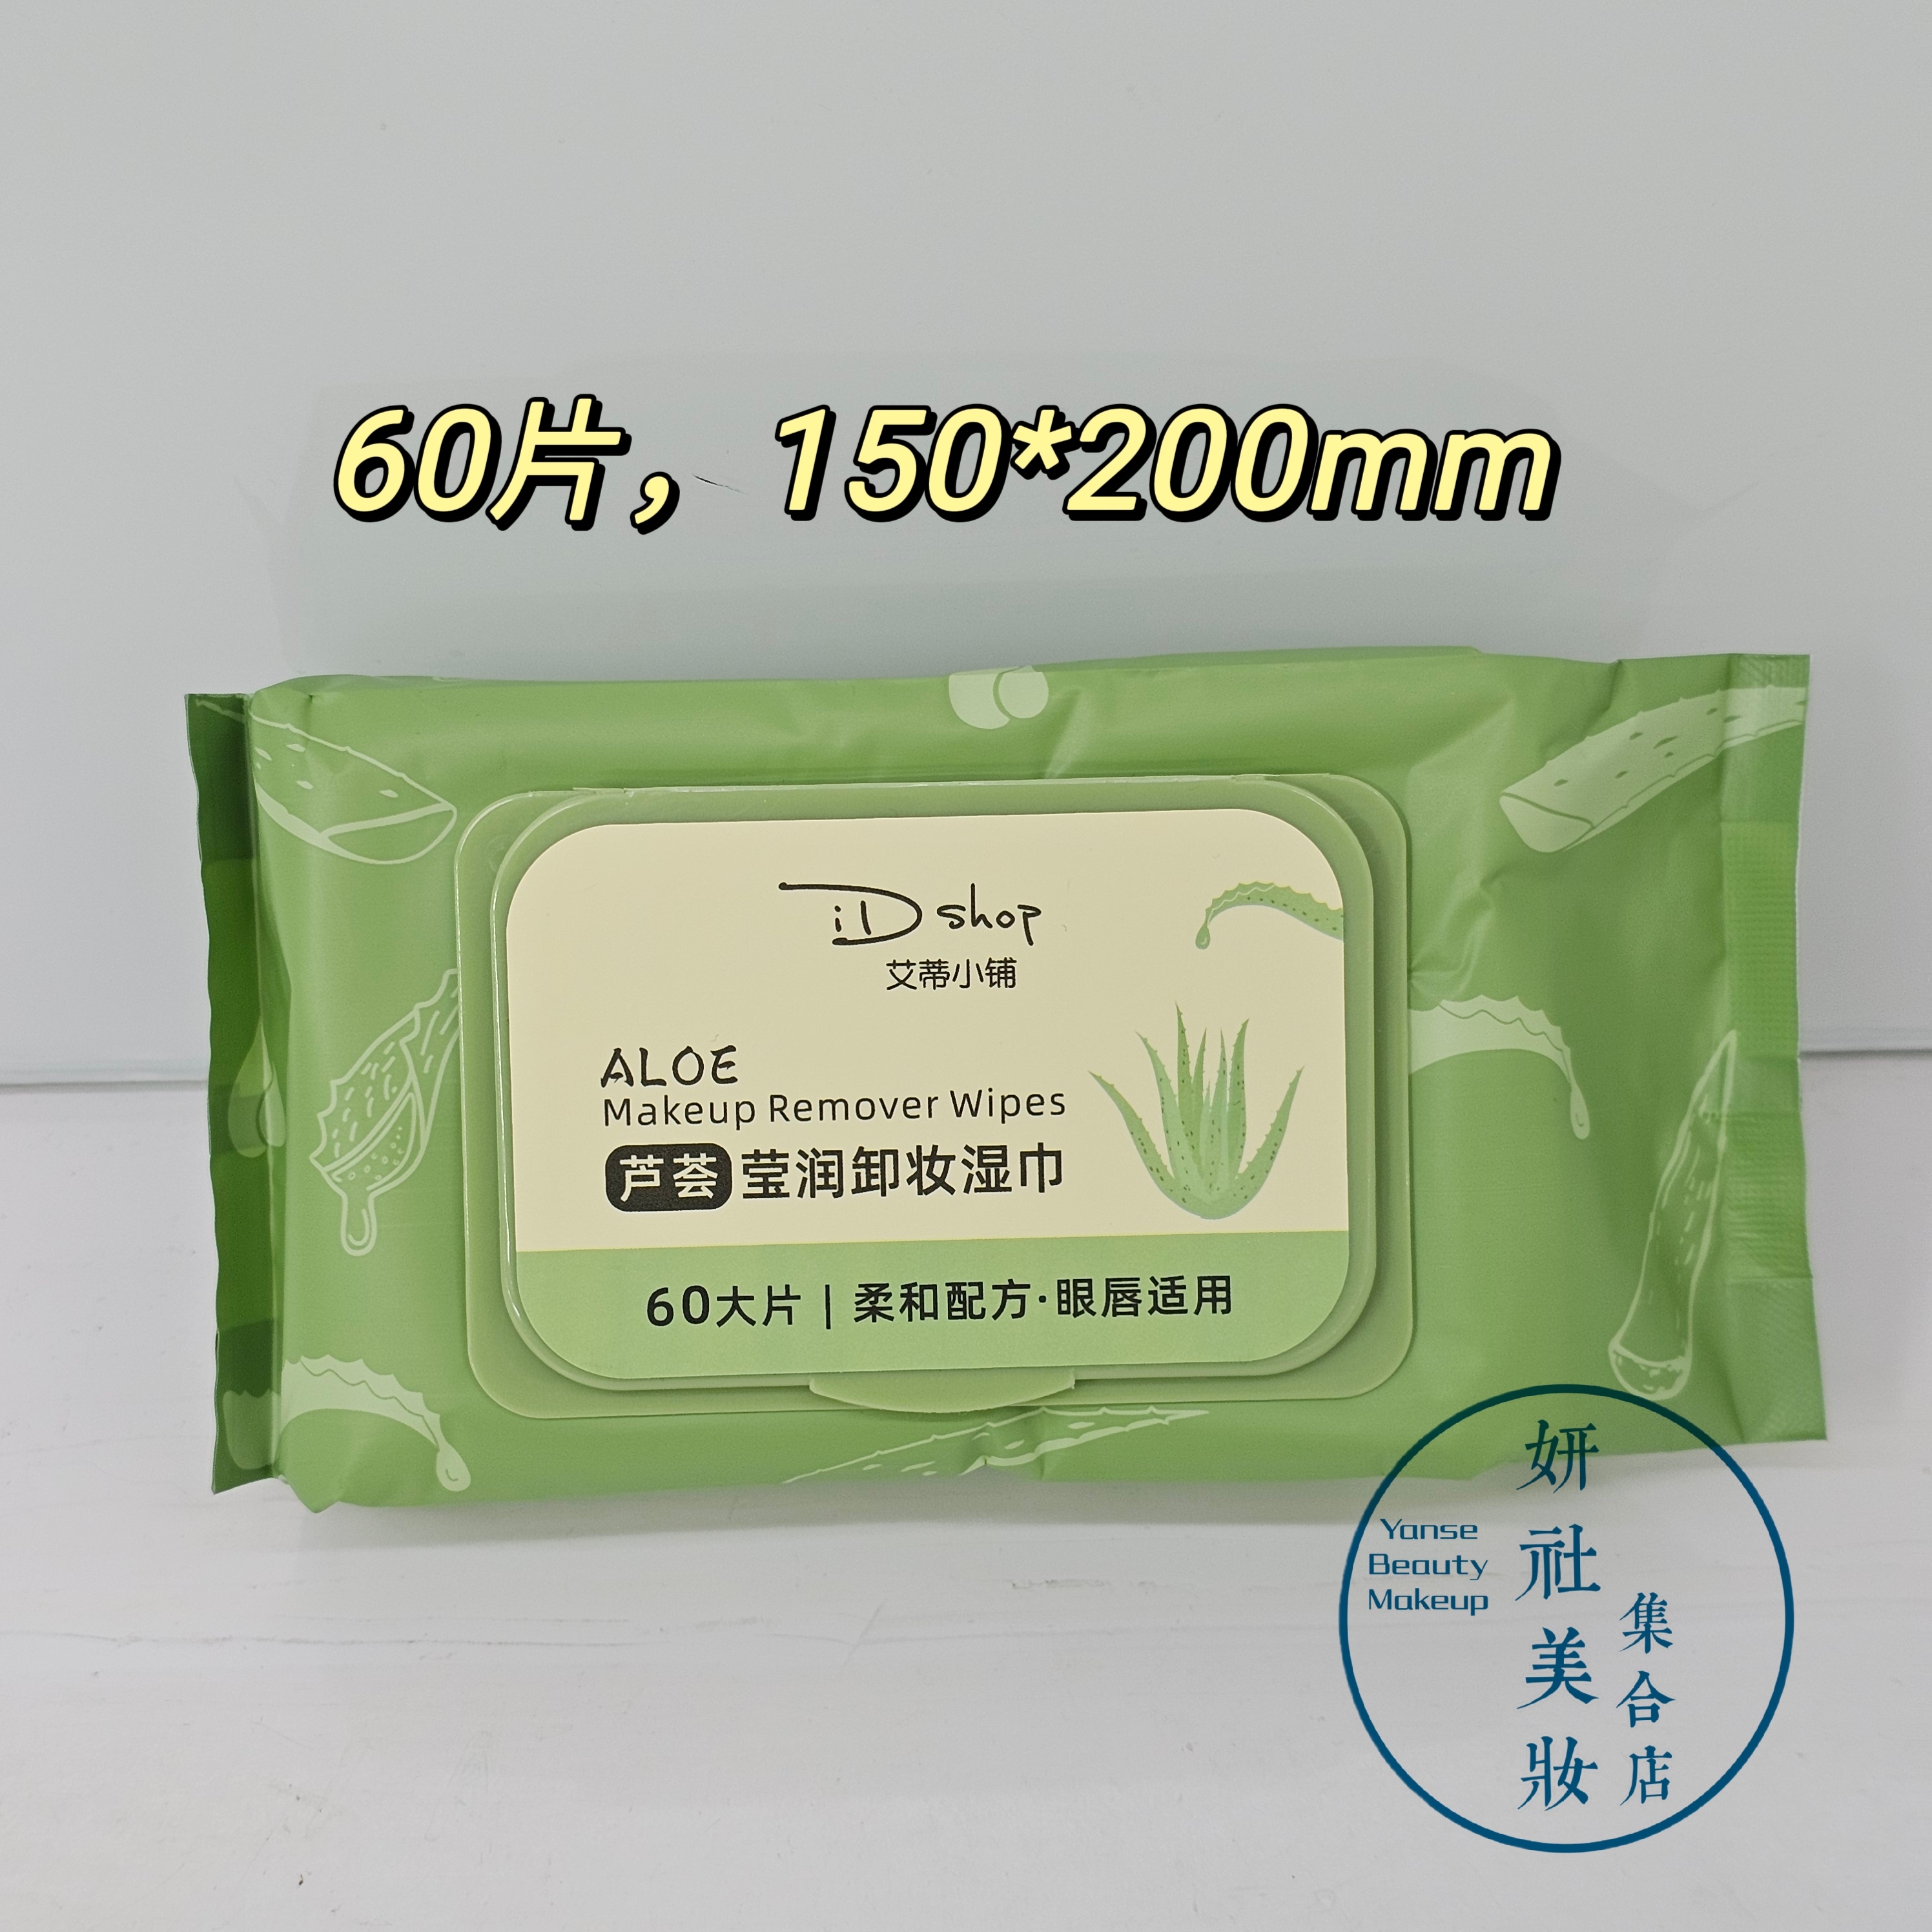 60片，150*200mm
iD shop
艾蒂小铺
ALOE
Makeup Remover Wipes
芦荟莹润卸妆湿巾
60大片 | 柔和配方·眼唇适用
Yanse
Beauty
Makeup
妍社美妝
集合店